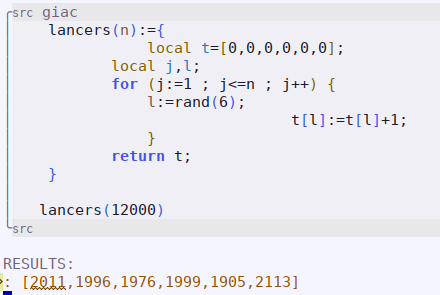 src giac
lancers(n):={
local t=[0,0,0,0,0,0];
local j,l;
for (j:=1 ; j<=n ; j++) {
l:=rand(6);
t[l]:=t[l]+1;
}
return t;
}
lancers(12000)
src
RESULTS:
: [2011,1996,1976,1999,1905,2113]